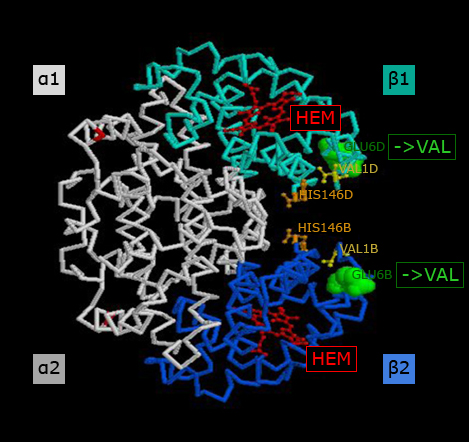 α1
β1
HEM
GLU6D
->VAL
VAL1D
HIS146D
HIS146B
VAL1B
GLU6B
->VAL
α2
HEM
β2